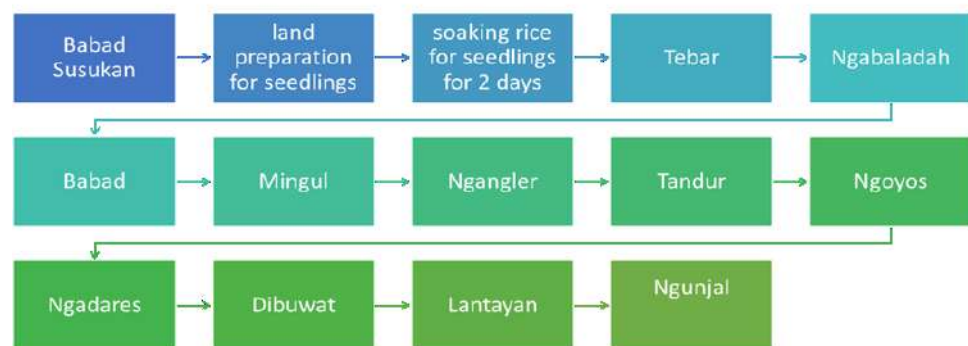 Babad
Susukan
land
preparation
for seedlings
soaking rice
for seedlings
for 2 days
Tebar
Ngabaladah
Babad
Mingul
Ngangler
Tandur
Ngoyos
Ngadares
Dibuwat
Lantayan
Ngunjal